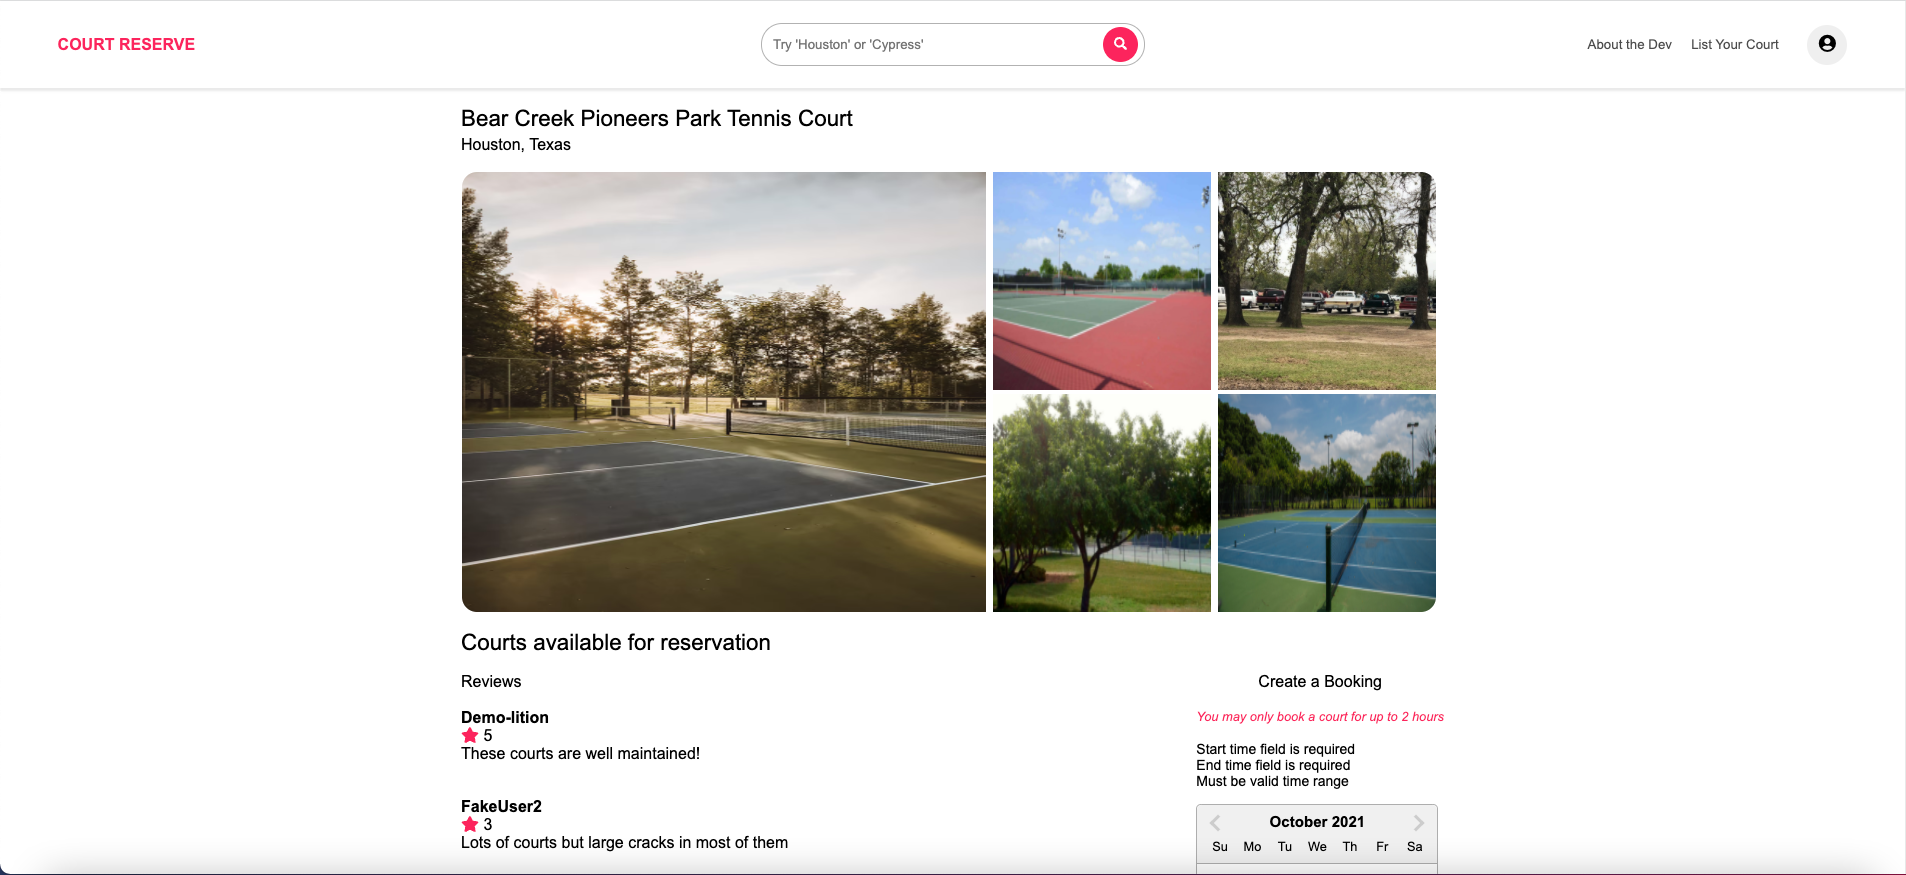 COURT RESERVE
Try 'Houston' or 'Cypress'
About the Dev
List Your Court
Bear Creek Pioneers Park Tennis Court
Houston, Texas
Courts available for reservation
Reviews
Demo-lition
5
These courts are well maintained!
FakeUser2
3
Lots of courts but large cracks in most of them
Create a Booking
You may only book a court for up to 2 hours
Start time field is required
End time field is required
Must be valid time range
October 2021
Su Mo Tu We Th Fr Sa